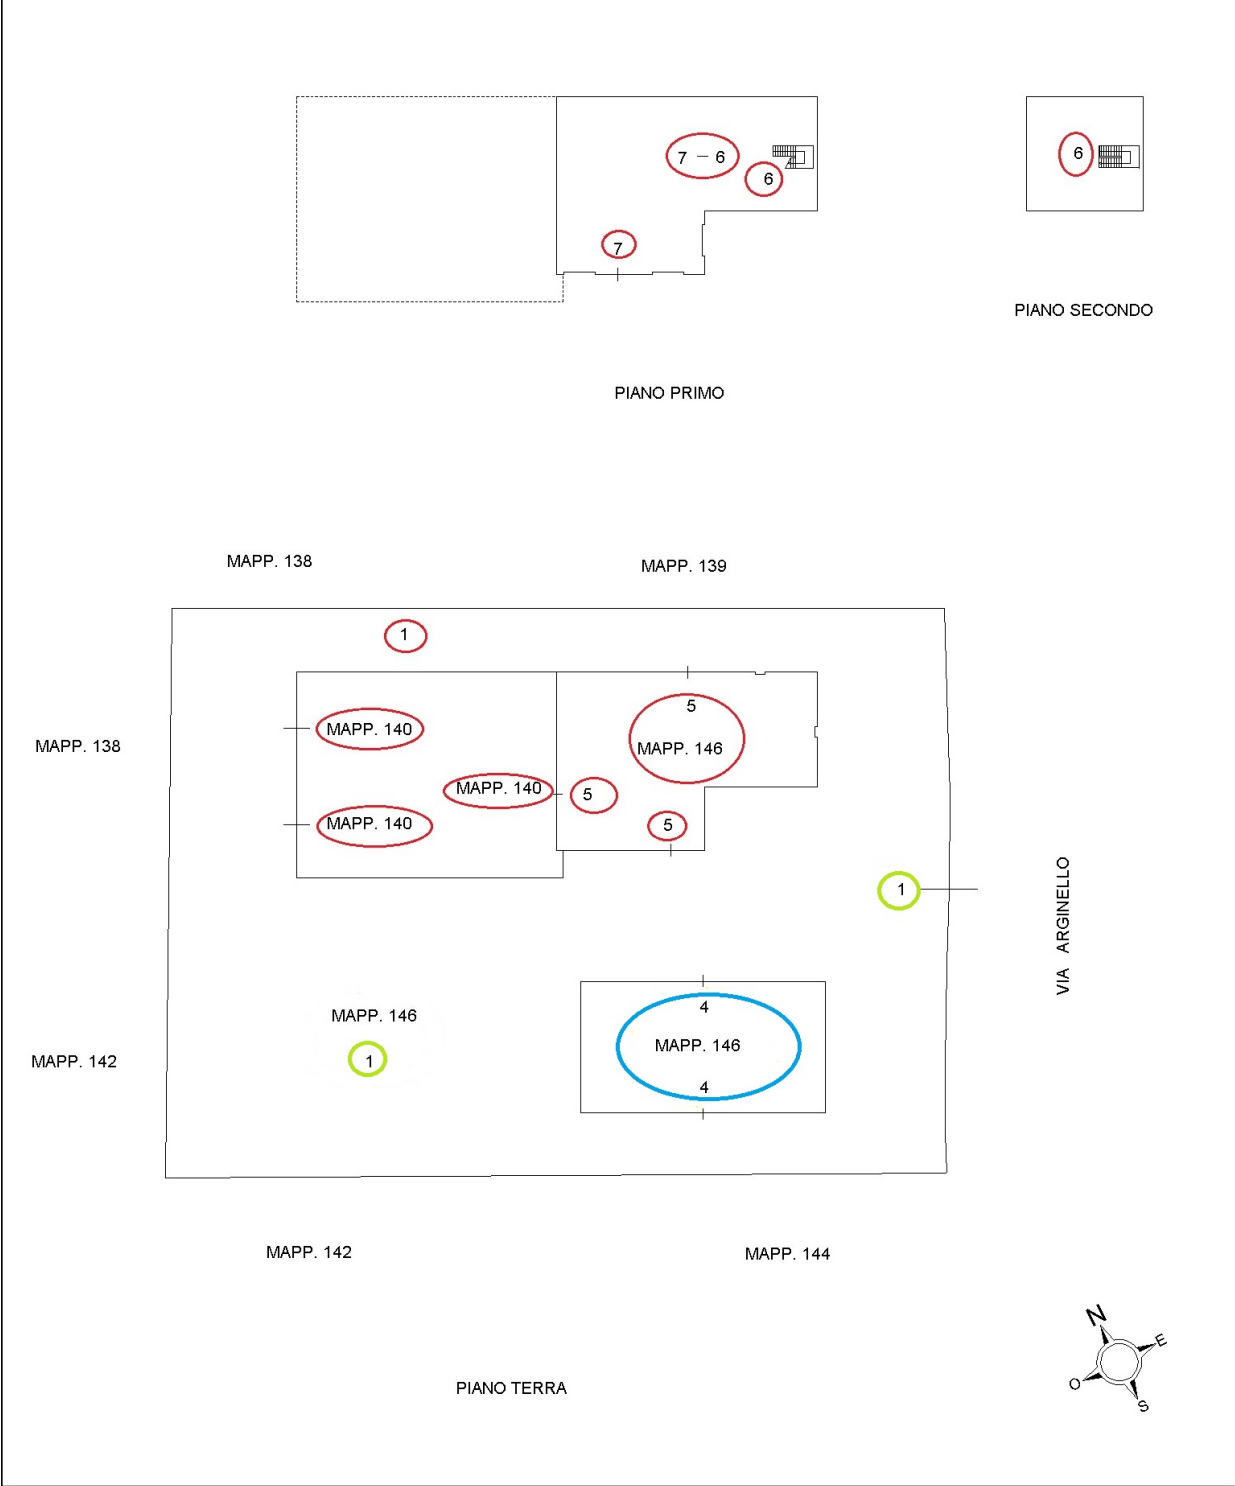 7 – 6
6
6
7
PIANO SECONDO
PIANO PRIMO
MAPP. 138
MAPP. 139
1
5
MAPP. 140
MAPP. 138
MAPP. 146
MAPP. 140
5
MAPP. 140
5
1
VIA ARGINELLO
4
MAPP. 146
MAPP. 146
MAPP. 142
1
4
MAPP. 142
MAPP. 144
N
E
O
S
PIANO TERRA